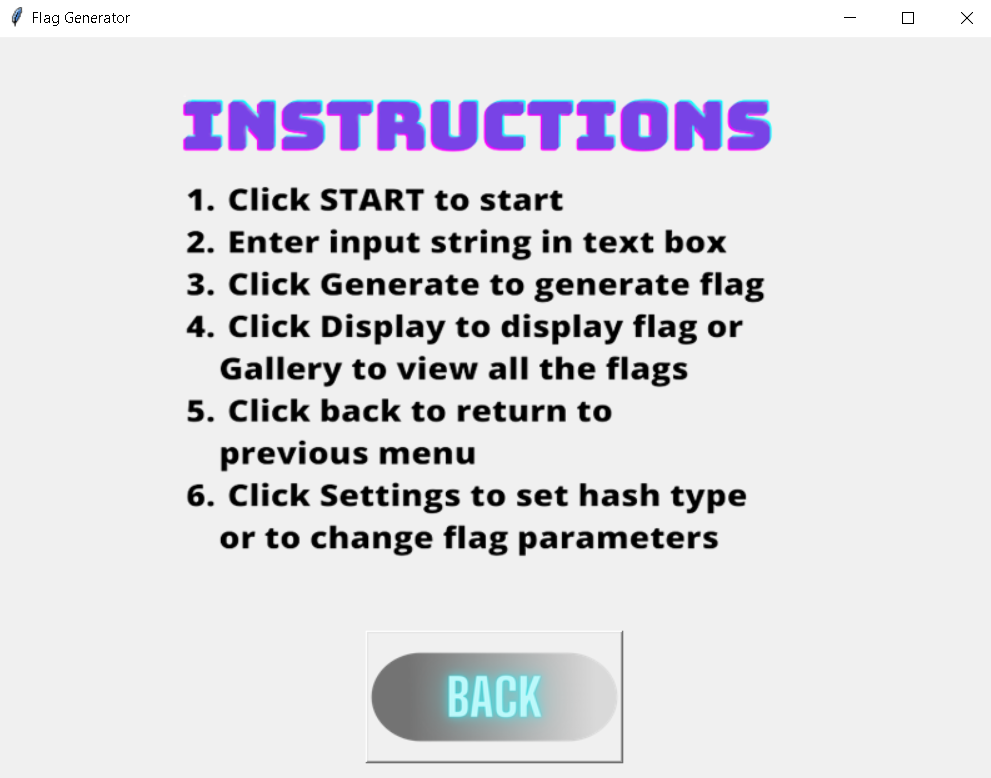 Flag Generator
INSTRUCTIONS
1. Click START to start
2. Enter input string in text box
3. Click Generate to generate flag
4. Click Display to display flag or
Gallery to view all the flags
5. Click back to return to
previous menu
6. Click Settings to set hash type
or to change flag parameters
BACK